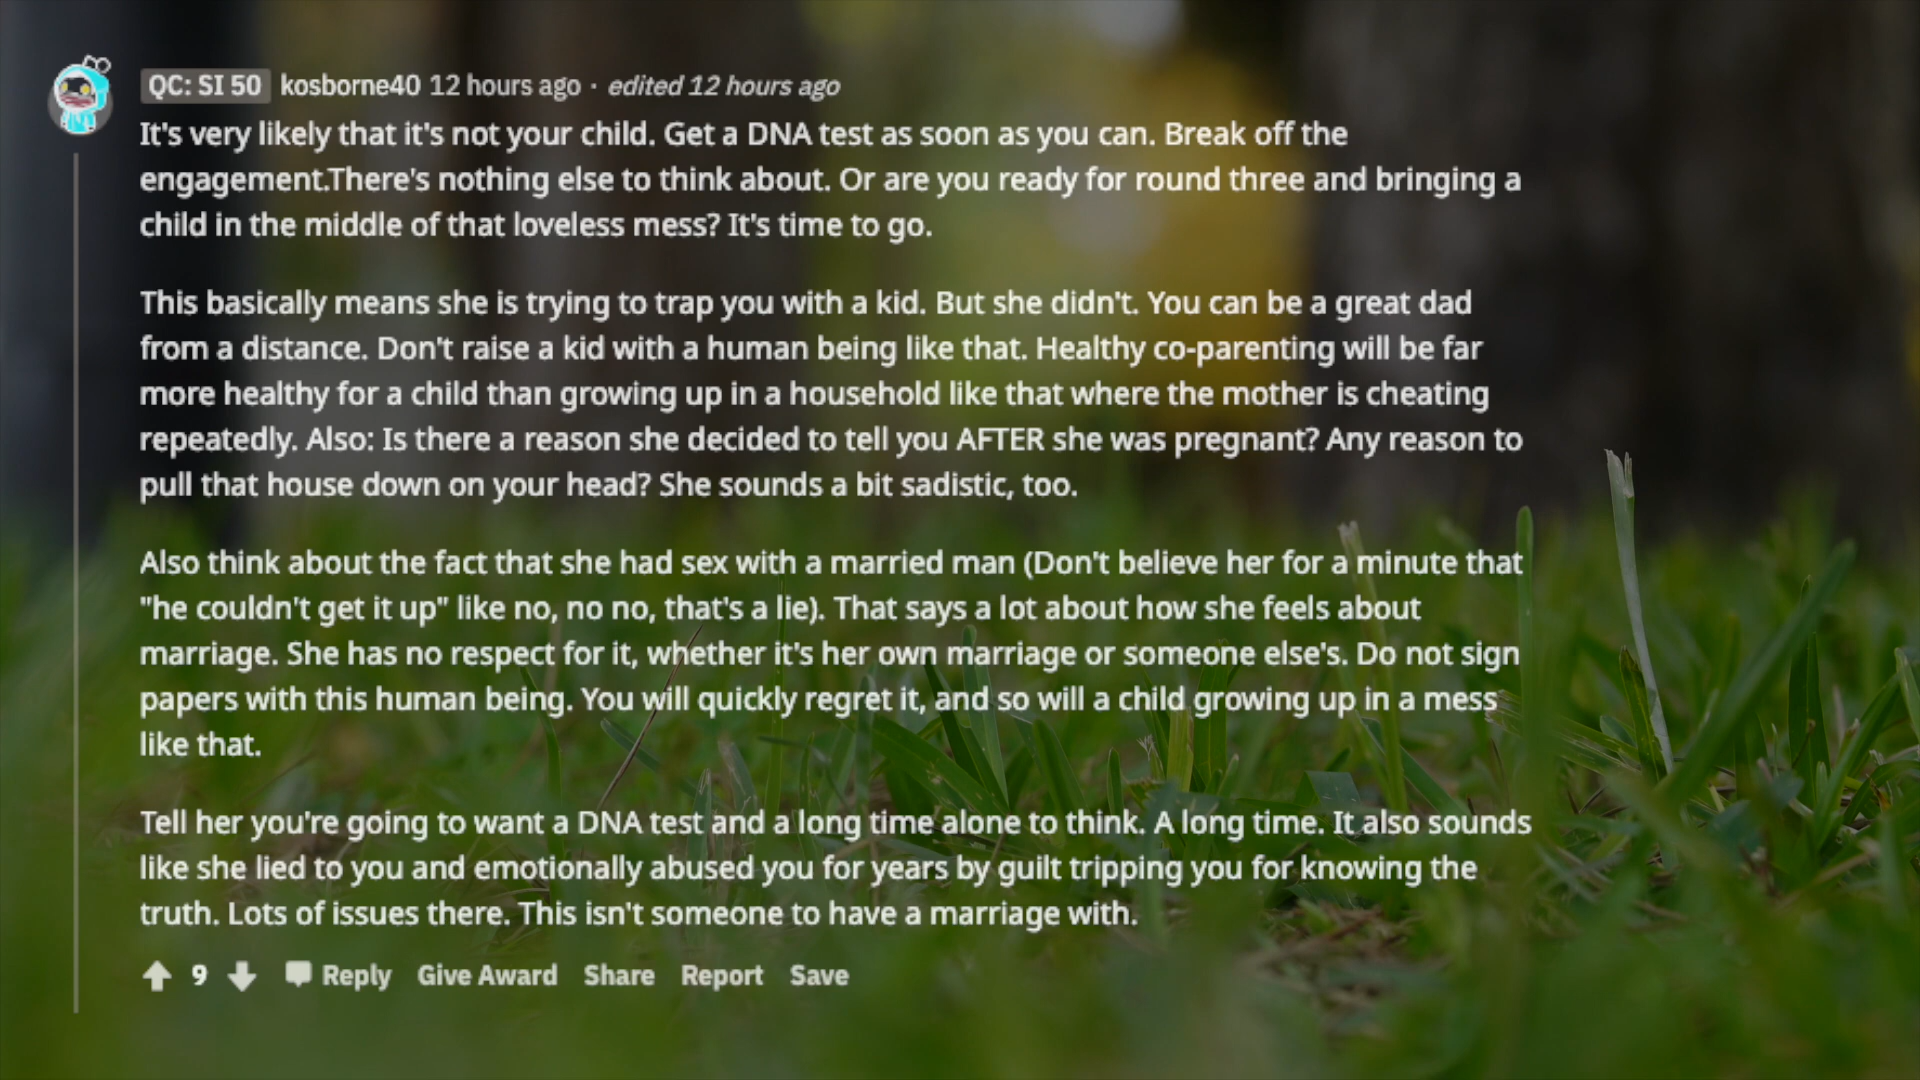 QC: SI 50 kosborne40 12 hours ago · edited 12 hours ago
It's very likely that it's not your child. Get a DNA test as soon as you can. Break off the
engagement.There's nothing else to think about. Or are you ready for round three and bringing a
child in the middle of that loveless mess? It's time to go.
This basically means she is trying to trap you with a kid. But she didn't. You can be a great dad
from a distance. Don't raise a kid with a human being like that. Healthy co-parenting will be far
more healthy for a child than growing up in a household like that where the mother is cheating
repeatedly. Also: Is there a reason she decided to tell you AFTER she was pregnant? Any reason to
pull that house down on your head? She sounds a bit sadistic, too.
Also think about the fact that she had sex with a married man (Don't believe her for a minute that
"he couldn't get it up" like no, no no, that's a lie). That says a lot about how she feels about
marriage. She has no respect for it, whether it's her own marriage or someone else's. Do not sign
papers with this human being. You will quickly regret it, and so will a child growing up in a mess
like that.
Tell her you're going to want a DNA test and a long time alone to think. A long time. It also sounds
like she lied to you and emotionally abused you for years by guilt tripping you for knowing the
truth. Lots of issues there. This isn't someone to have a marriage with.
9 Reply Give Award Share Report Save